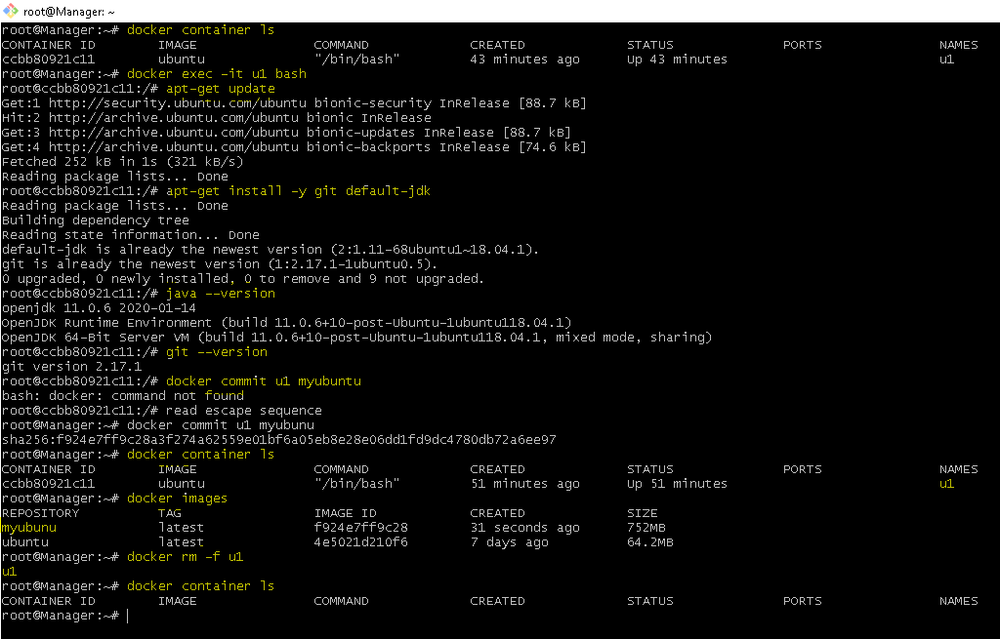 root@Manager: ~
root@Manager:~# docker container ls
CONTAINER ID IMAGE COMMAND CREATED STATUS PORTS NAMES
ccbb80921c11 ubuntu "/bin/bash" 43 minutes ago Up 43 minutes u1
root@Manager:~# docker exec -it u1 bash
root@ccbb80921c11:/# apt-get update
Get:1 http://security.ubuntu.com/ubuntu bionic-security InRelease [88.7 kB]
Hit:2 http://archive.ubuntu.com/ubuntu bionic InRelease
Get:3 http://archive.ubuntu.com/ubuntu bionic-updates InRelease [88.7 kB]
Get:4 http://archive.ubuntu.com/ubuntu bionic-backports InRelease [74.6 kB]
Fetched 252 kB in 1s (321 kB/s)
Reading package lists... Done
root@ccbb80921c11:/# apt-get install -y git default-jdk
Reading package lists... Done
Building dependency tree
Reading state information... Done
default-jdk is already the newest version (2:1.11-68ubuntu1~18.04.1).
git is already the newest version (1:2.17.1-1ubuntu0.5).
0 upgraded, 0 newly installed, 0 to remove and 9 not upgraded.
root@ccbb80921c11:/# java --version
openjdk 11.0.6 2020-01-14
OpenJDK Runtime Environment (build 11.0.6+10-post-Ubuntu-1ubuntu118.04.1)
OpenJDK 64-Bit Server VM (build 11.0.6+10-post-Ubuntu-1ubuntu118.04.1, mixed mode, sharing)
root@ccbb80921c11:/# git --version
git version 2.17.1
root@ccbb80921c11:/# docker commit u1 myubuntu
bash: docker: command not found
root@ccbb80921c11:/# read escape sequence
root@Manager:~# docker commit u1 myubunu
sha256:f924e7ff9c28a3f274a62559e01bf6a05eb8e28e06dd1fd9dc4780db72a6ee97
root@Manager:~# docker container ls
CONTAINER ID IMAGE COMMAND CREATED STATUS PORTS NAMES
ccbb80921c11 ubuntu "/bin/bash" 51 minutes ago Up 51 minutes u1
root@Manager:~# docker images
REPOSITORY TAG IMAGE ID CREATED SIZE
myubunu latest f924e7ff9c28 31 seconds ago 752MB
ubuntu latest 4e5021d210f6 7 days ago 64.2MB
root@Manager:~# docker rm -f u1
u1
root@Manager:~# docker container ls
CONTAINER ID IMAGE COMMAND CREATED STATUS PORTS NAMES
root@Manager:~#